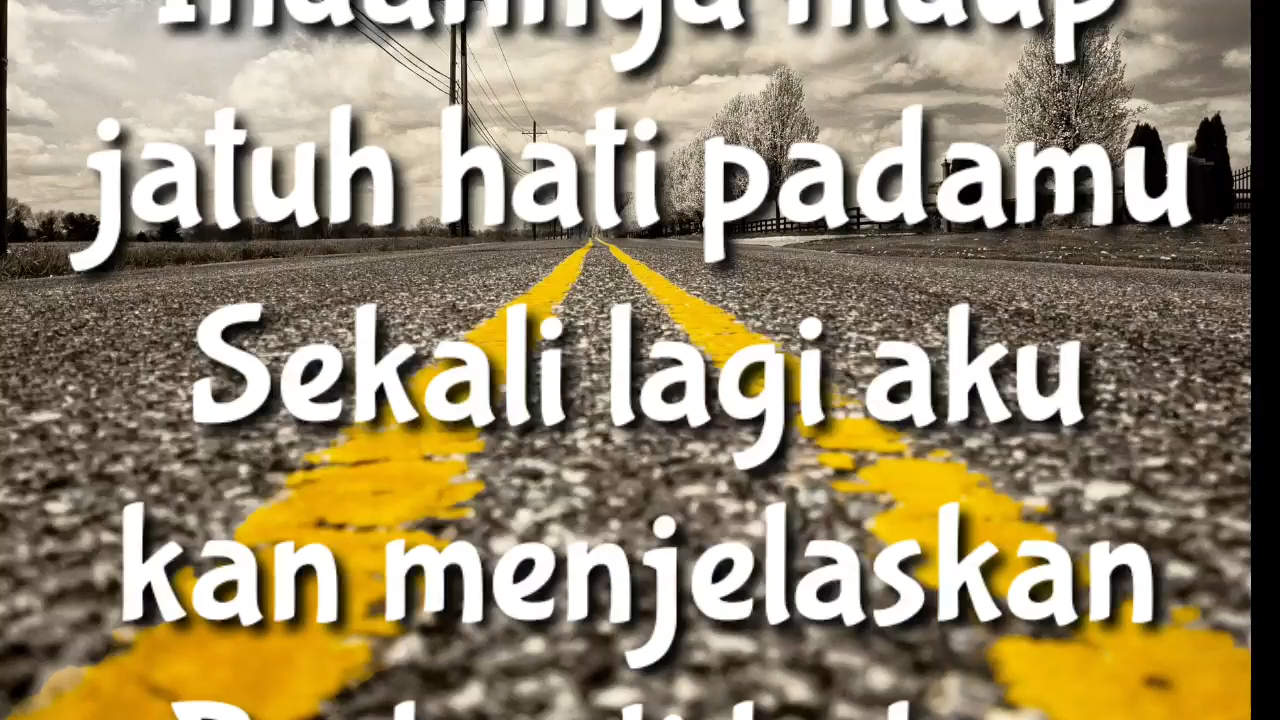 Indahnya hidup
jatuh hati padamu
Sekali lagi aku
kan menjelaskan